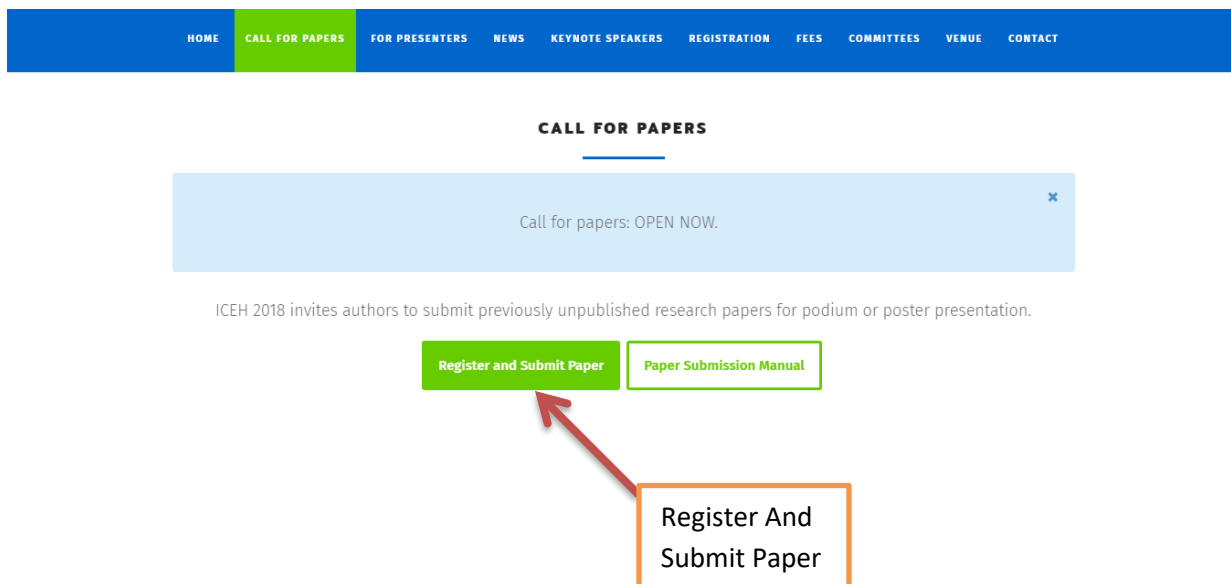 HOME CALL FOR PAPERS FOR PRESENTERS NEWS KEYNOTE SPEAKERS REGISTRATION FEES COMMITTEES VENUE CONTACT
CALL FOR PAPERS
Call for papers: OPEN NOW.
ICEH 2018 invites authors to submit previously unpublished research papers for podium or poster presentation.
Register and Submit Paper Paper Submission Manual
Register And
Submit Paper